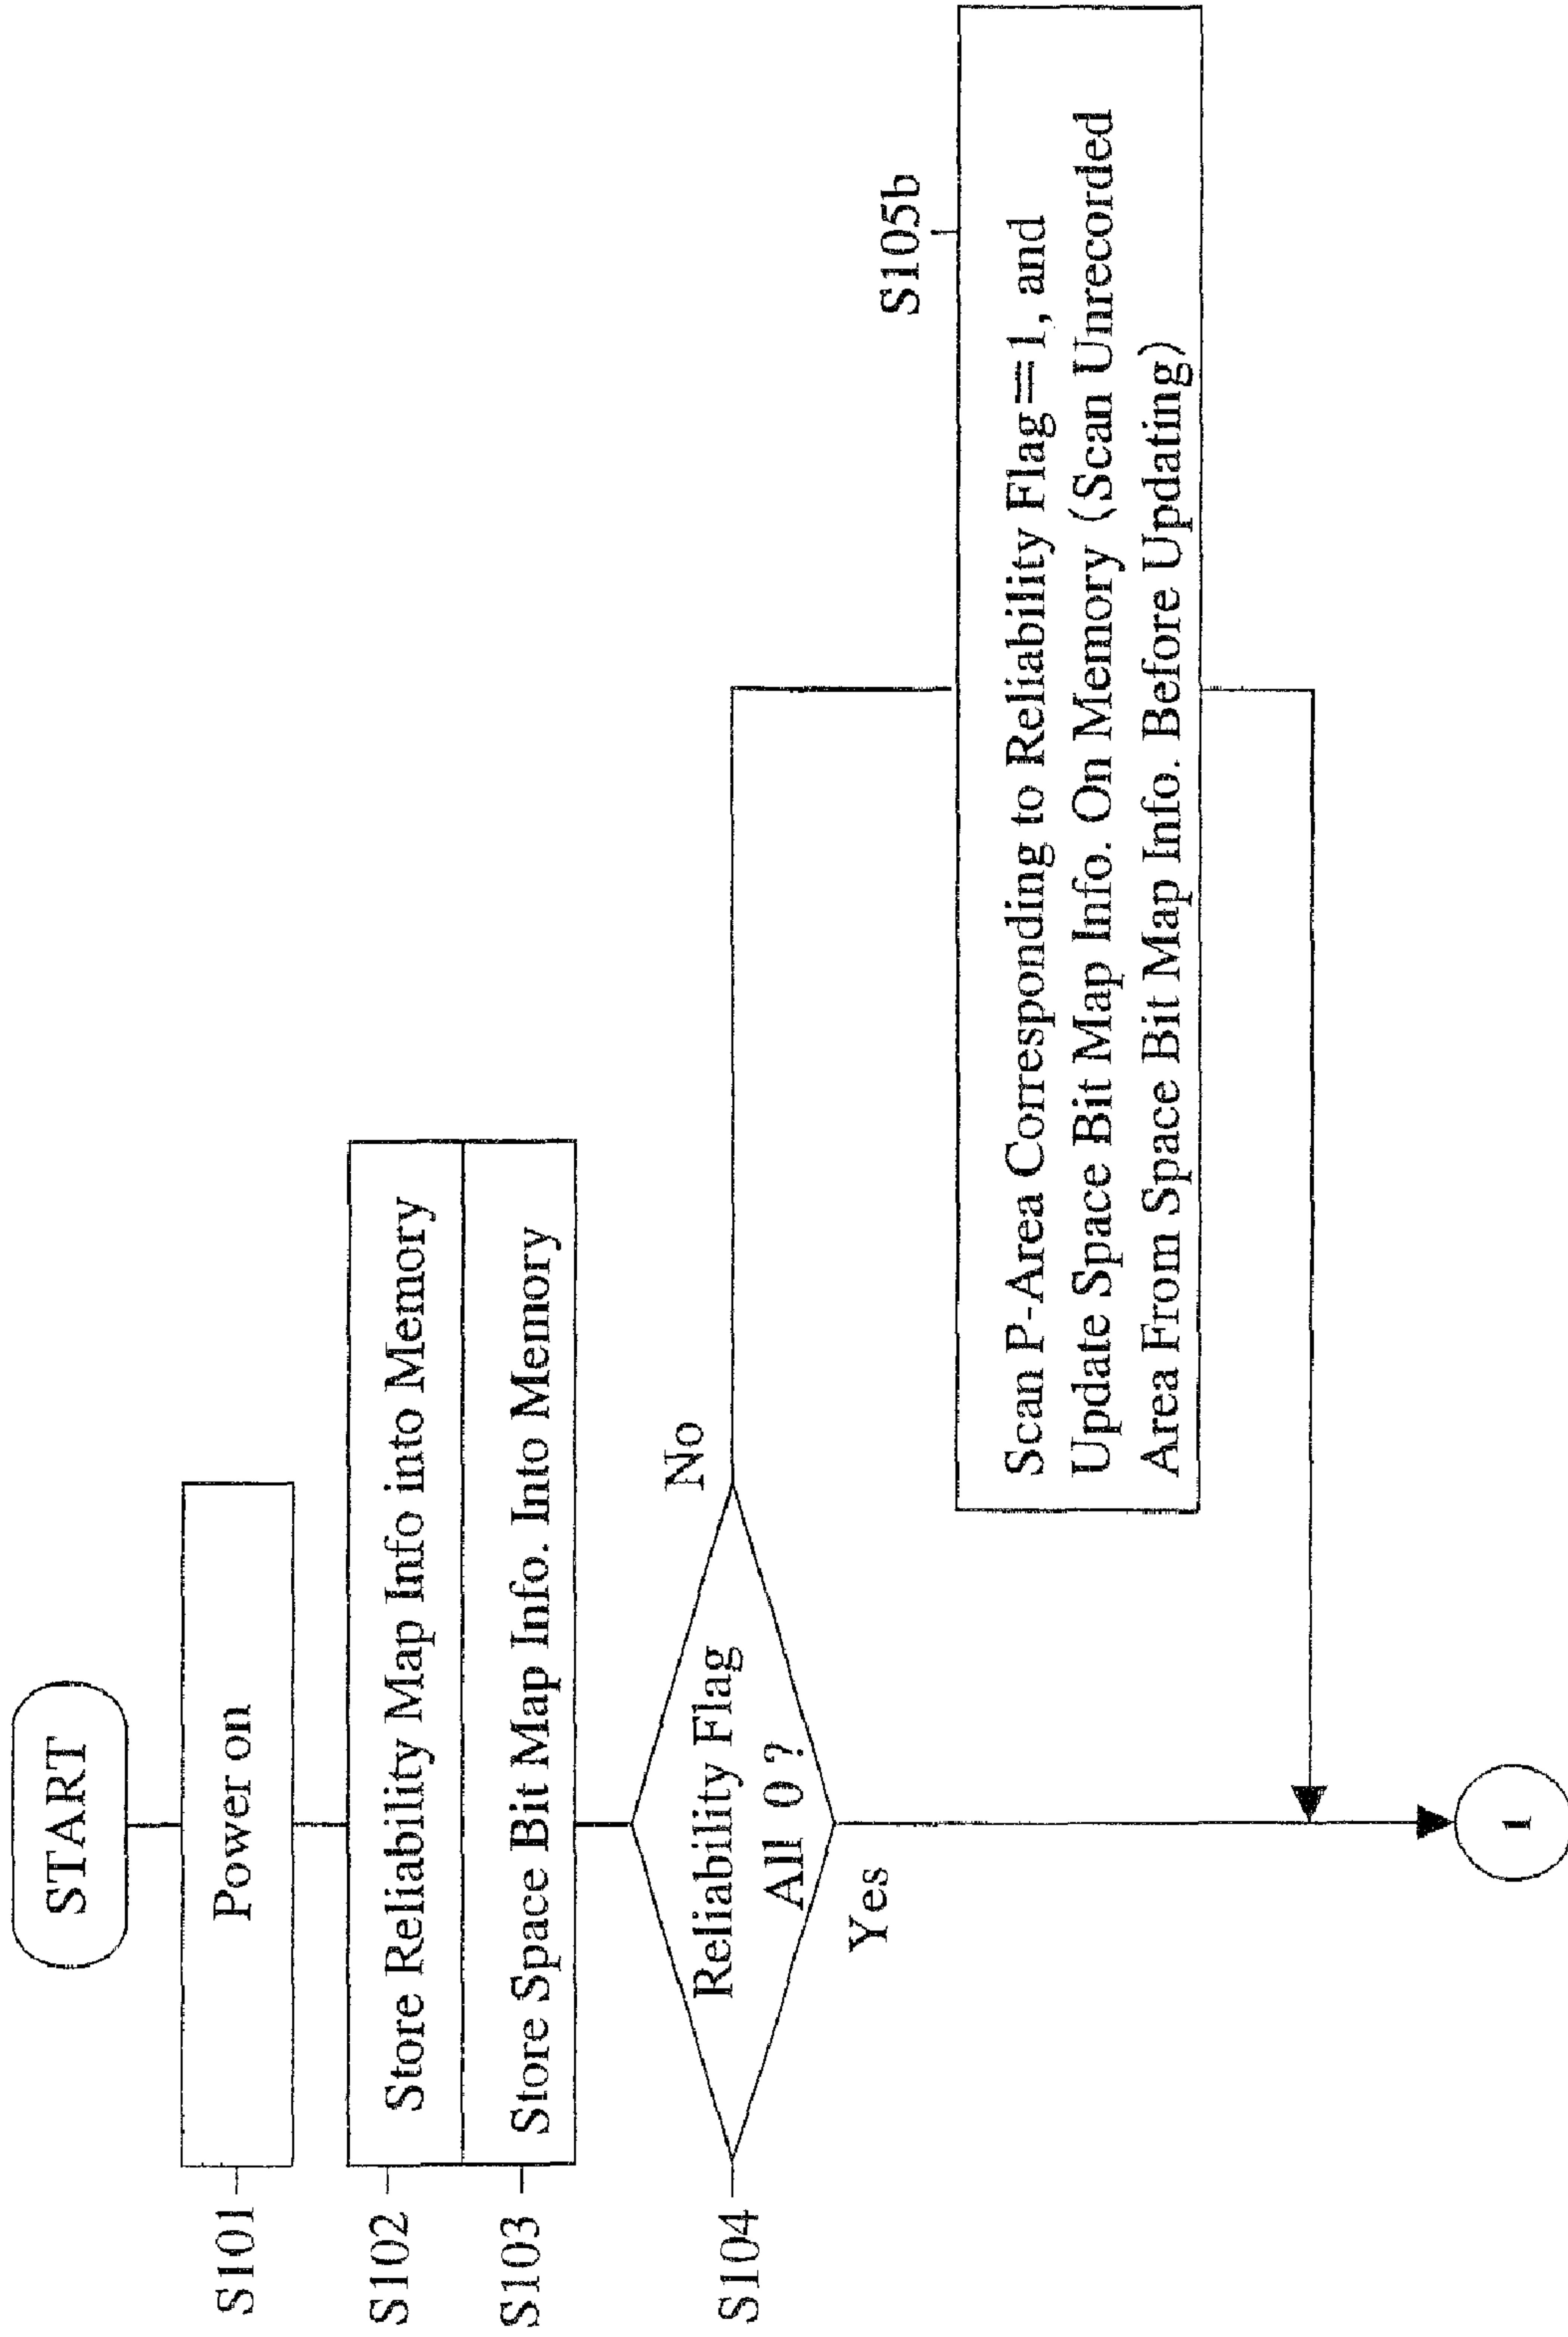 START
S101
Power on
S102
Store Reliability Map Info into Memory
S103
Store Space Bit Map Info. Into Memory
S104
Reliability Flag
All 0 ?
No
Yes
S105b
Scan P-Area Corresponding to Reliability Flag=1, and
Update Space Bit Map Info. On Memory (Scan Unrecorded
Area From Space Bit Map Info. Before Updating)
1